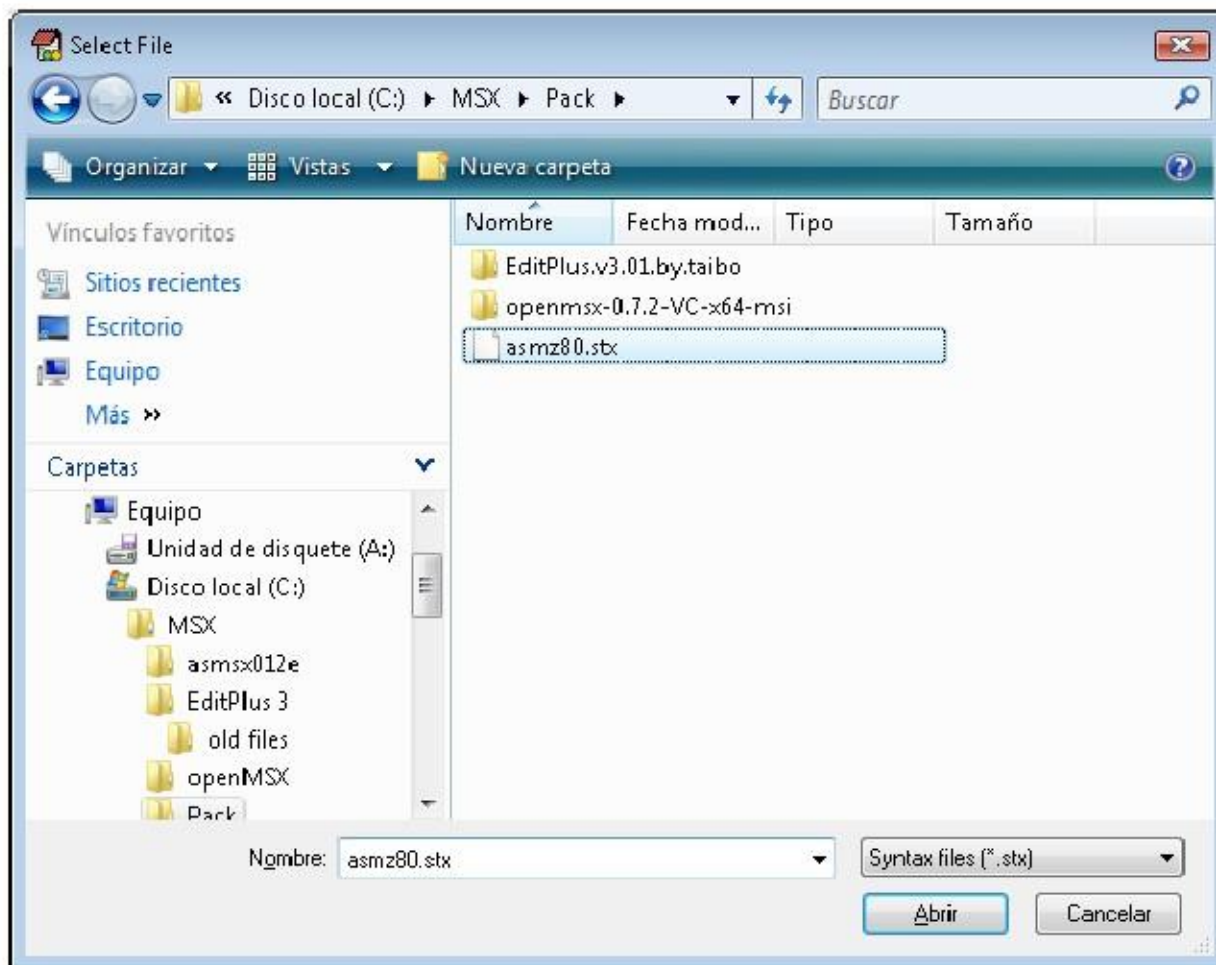 Select File
« Disco local (C:) MSX Pack Buscar
Organizar Vistas Nueva carpeta
Vínculos favoritos
Sitios recientes
Escritorio
Equipo
Más »
Carpetas
Equipo
Unidad de disquete (A:)
Disco local (C:)
MSX
asmsx012e
EditPlus 3
old files
openMSX
Pack
Nombre Fecha mod... Tipo Tamaño
EditPlus.v3.01.by.taibo
openmsx-0.7.2-VC-x64-msi
asmz80.stx
Nombre: asmz80.stx Syntax files (*.stx)
Abrir Cancelar